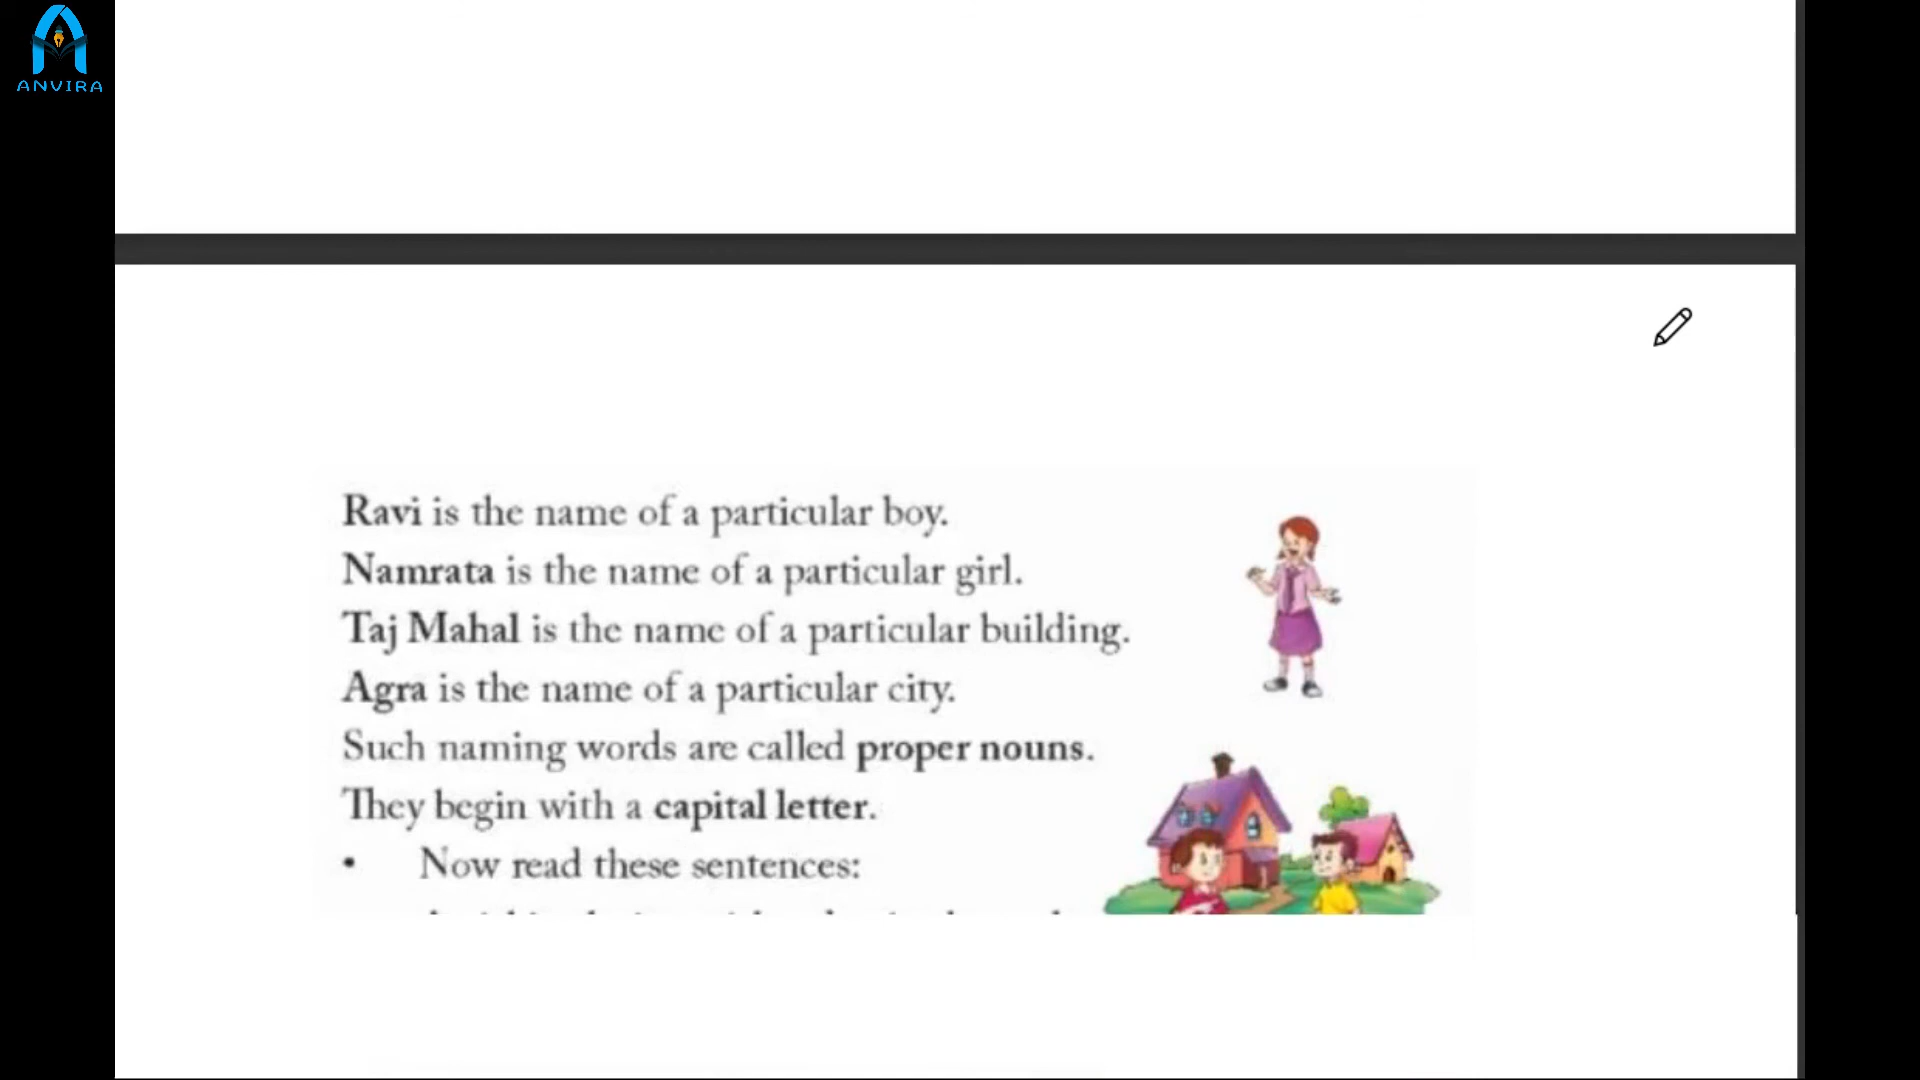 ANVIRA
Ravi is the name of a particular boy.
Namrata is the name of a particular girl.
Taj Mahal is the name of a particular building.
Agra is the name of a particular city.
Such naming words are called proper nouns.
They begin with a capital letter.
• Now read these sentences: